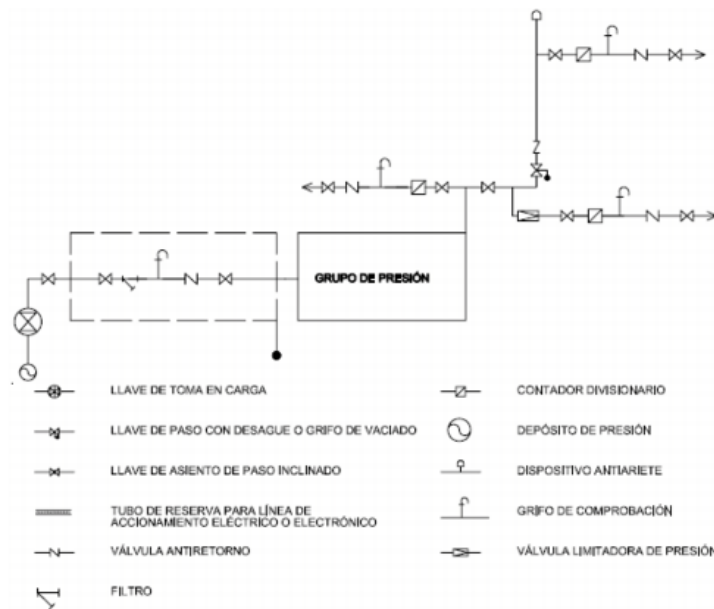 GRUPO DE PRESIÓN
LLAVE DE TOMA EN CARGA
LLAVE DE PASO CON DESAGUE O GRIFO DE VACIADO
LLAVE DE ASIENTO DE PASO INCLINADO
TUBO DE RESERVA PARA LÍNEA DE
ACCIONAMIENTO ELÉCTRICO O ELECTRÓNICO
VÁLVULA ANTIRETORNO
FILTRO
CONTADOR DIVISIONARIO
DEPÓSITO DE PRESIÓN
DISPOSITIVO ANTIARIETE
GRIFO DE COMPROBACIÓN
VÁLVULA LIMITADORA DE PRESIÓN